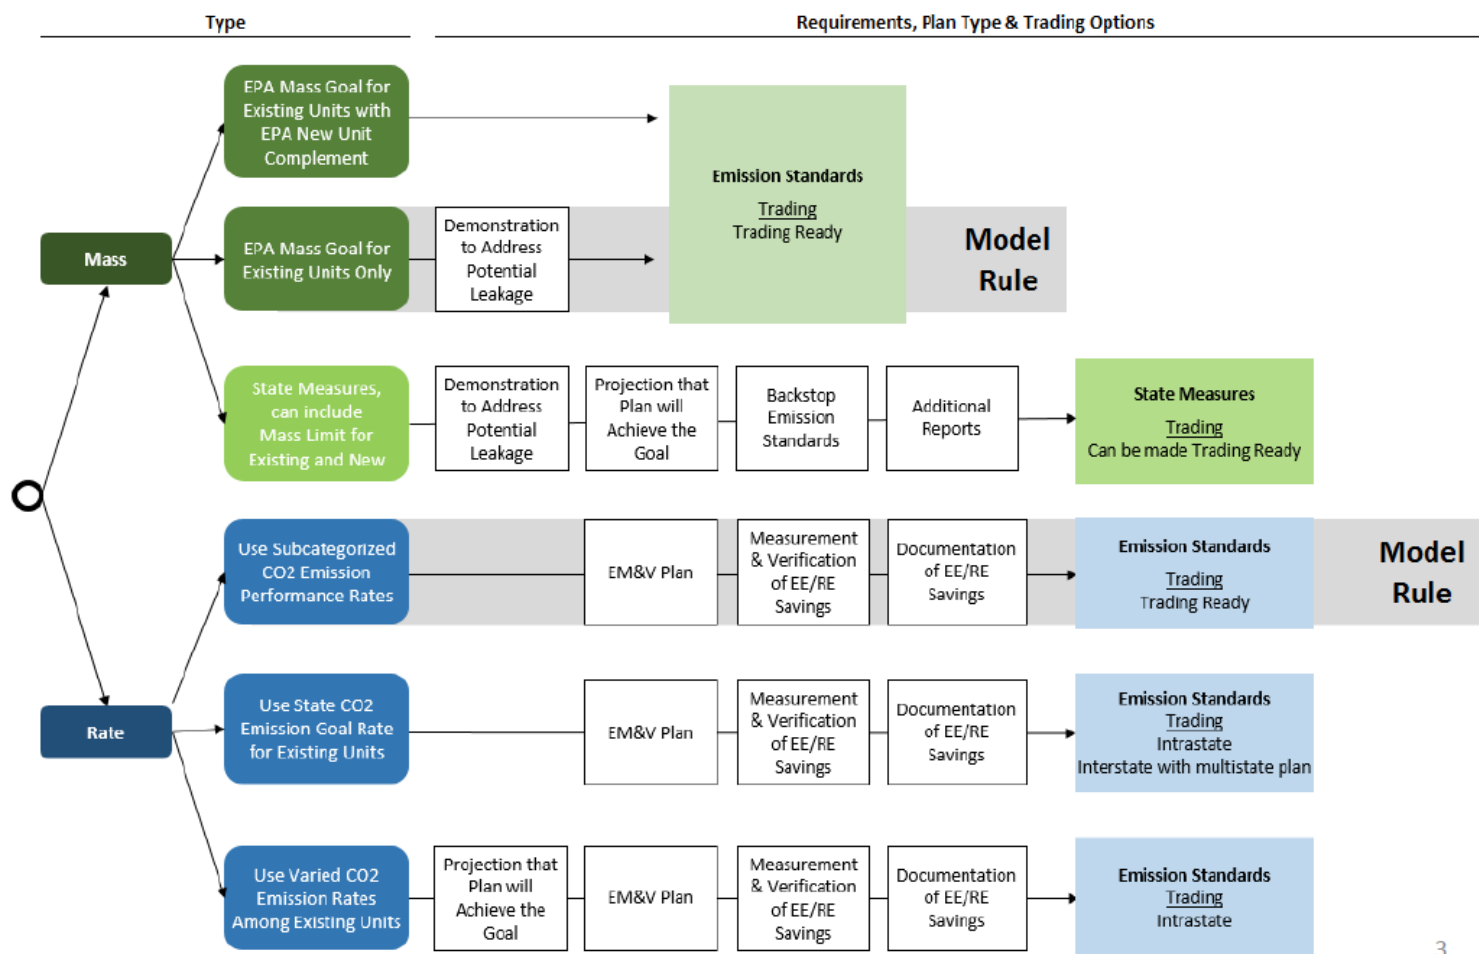 Type
Requirements, Plan Type & Trading Options
EPA Mass Goal for
Existing Units with
EPA New Unit
Complement
Emission Standards
Trading
Trading Ready
Mass
EPA Mass Goal for
Existing Units Only
Demonstration
to Address
Potential
Leakage
Model
Rule
State Measures,
can include
Mass Limit for
Existing and New
Demonstration
to Address
Potential
Leakage
Projection that
Plan will
Achieve the
Goal
Backstop
Emission
Standards
Additional
Reports
State Measures
Trading
Can be made Trading Ready
Use Subcategorized
CO2 Emission
Performance Rates
EM&V Plan
Measurement
& Verification
of EE/RE
Savings
Documentation
of EE/RE
Savings
Emission Standards
Trading
Trading Ready
Model
Rule
Rate
Use State CO2
Emission Goal Rate
for Existing Units
EM&V Plan
Measurement
& Verification
of EE/RE
Savings
Documentation
of EE/RE
Savings
Emission Standards
Trading
Intrastate
Interstate with multistate plan
Use Varied CO2
Emission Rates
Among Existing Units
Projection that
Plan will
Achieve the
Goal
EM&V Plan
Measurement
& Verification
of EE/RE
Savings
Documentation
of EE/RE
Savings
Emission Standards
Trading
Intrastate
3